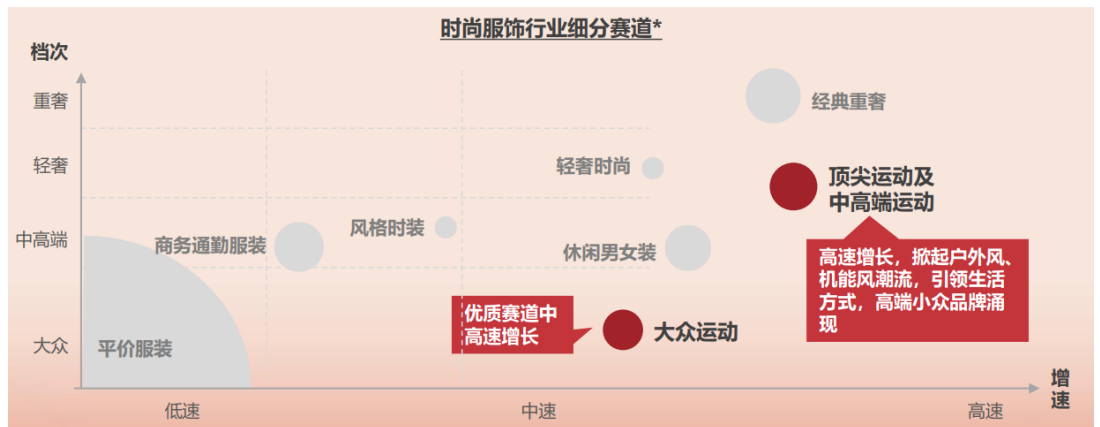 时尚服饰行业细分赛道*
档次
重奢
经典重奢
轻奢
轻奢时尚
顶尖运动及
中高端运动
中高端
商务通勤服装
风格时装
休闲男女装
高速增长，掀起户外风、
机能风潮流，引领生活
方式，高端小众品牌涌
现
优质赛道中
高速增长
大众运动
大众
平价服装
增
速
低速
中速
高速